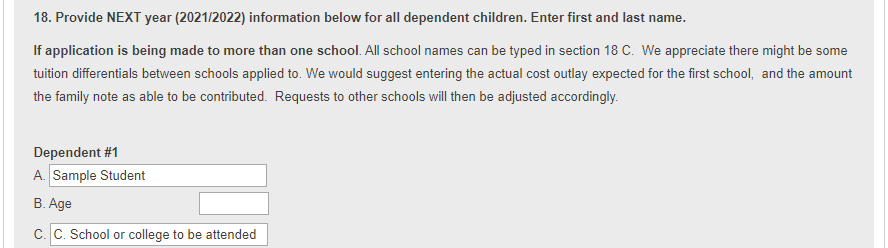 18. Provide NEXT year (2021/2022) information below for all dependent children. Enter first and last name.
If application is being made to more than one school. All school names can be typed in section 18 C. We appreciate there might be some
tuition differentials between schools applied to. We would suggest entering the actual cost outlay expected for the first school, and the amount
the family note as able to be contributed. Requests to other schools will then be adjusted accordingly.
Dependent #1
A. Sample Student
B. Age
C. C. School or college to be attended